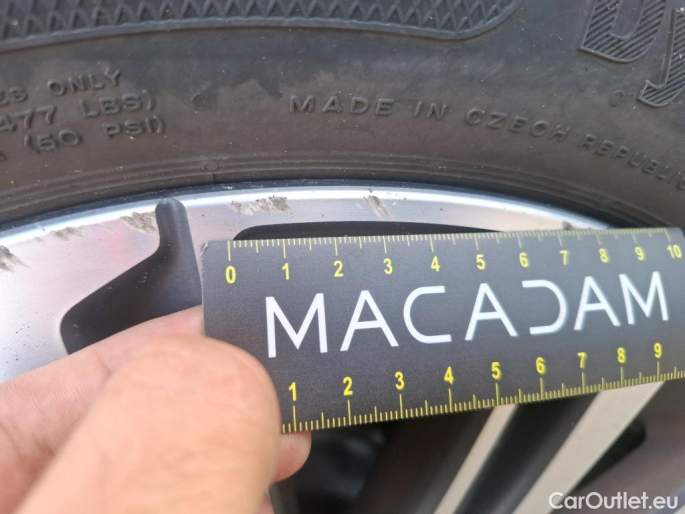 ES ONLY
477 LBS)
(50 PSI)
MADE IN CZECH REPUBLIC
0 1 2 3 4 5 6 7 8 9 10
MACADAM
1 2 3 4 5 6 7 8 9
CarOutlet.eu